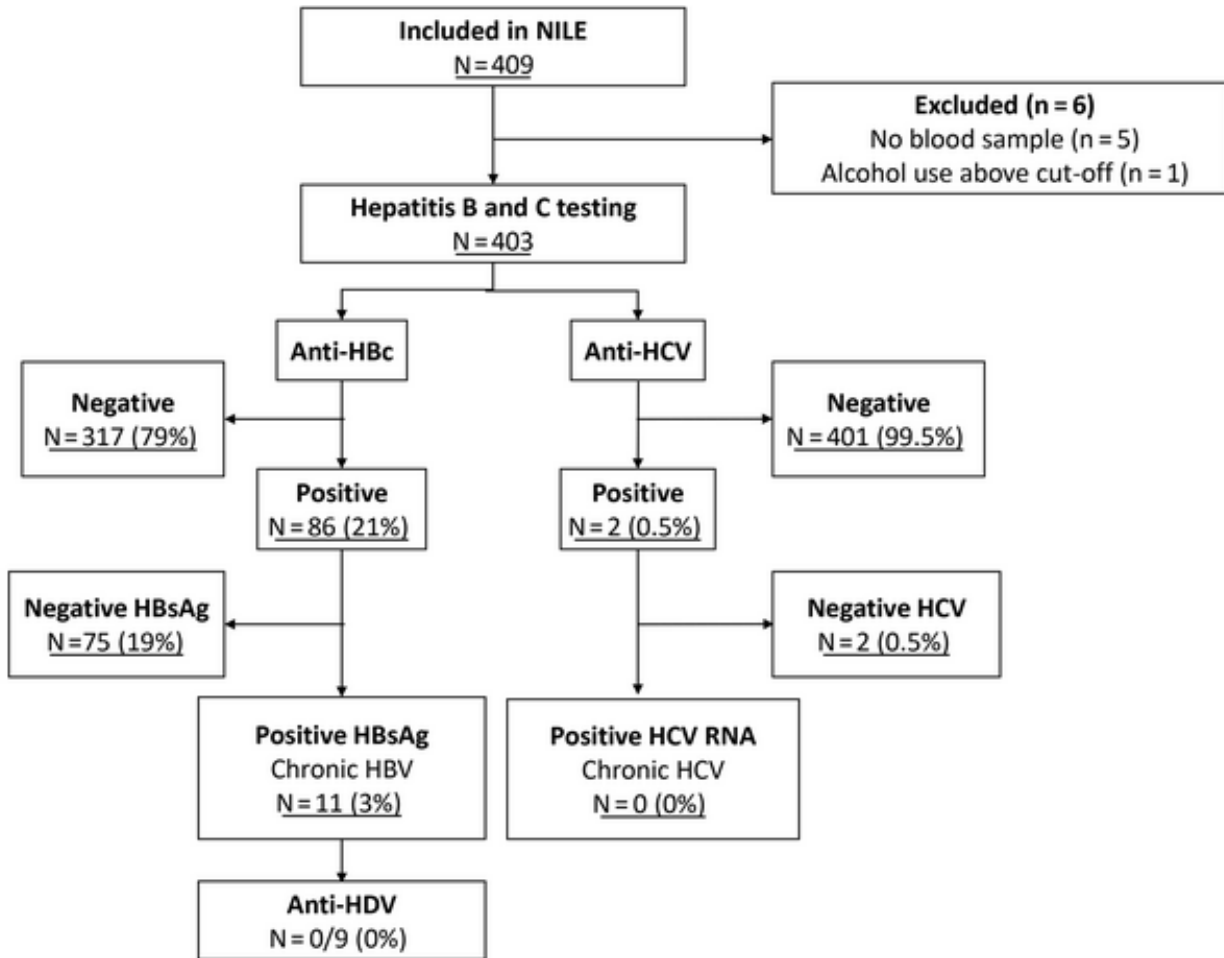 Included in NILE
N = 409
Excluded (n = 6)
No blood sample (n = 5)
Alcohol use above cut-off (n = 1)
Hepatitis B and C testing
N = 403
Anti-HBc
Anti-HCV
Negative
N = 317 (79%)
Negative
N = 401 (99.5%)
Positive
N = 86 (21%)
Positive
N = 2 (0.5%)
Negative HBsAg
N=75 (19%)
Negative HCV
N = 2 (0.5%)
Positive HBsAg
Chronic HBV
N = 11 (3%)
Positive HCV RNA
Chronic HCV
N = 0 (0%)
Anti-HDV
N = 0/9 (0%)